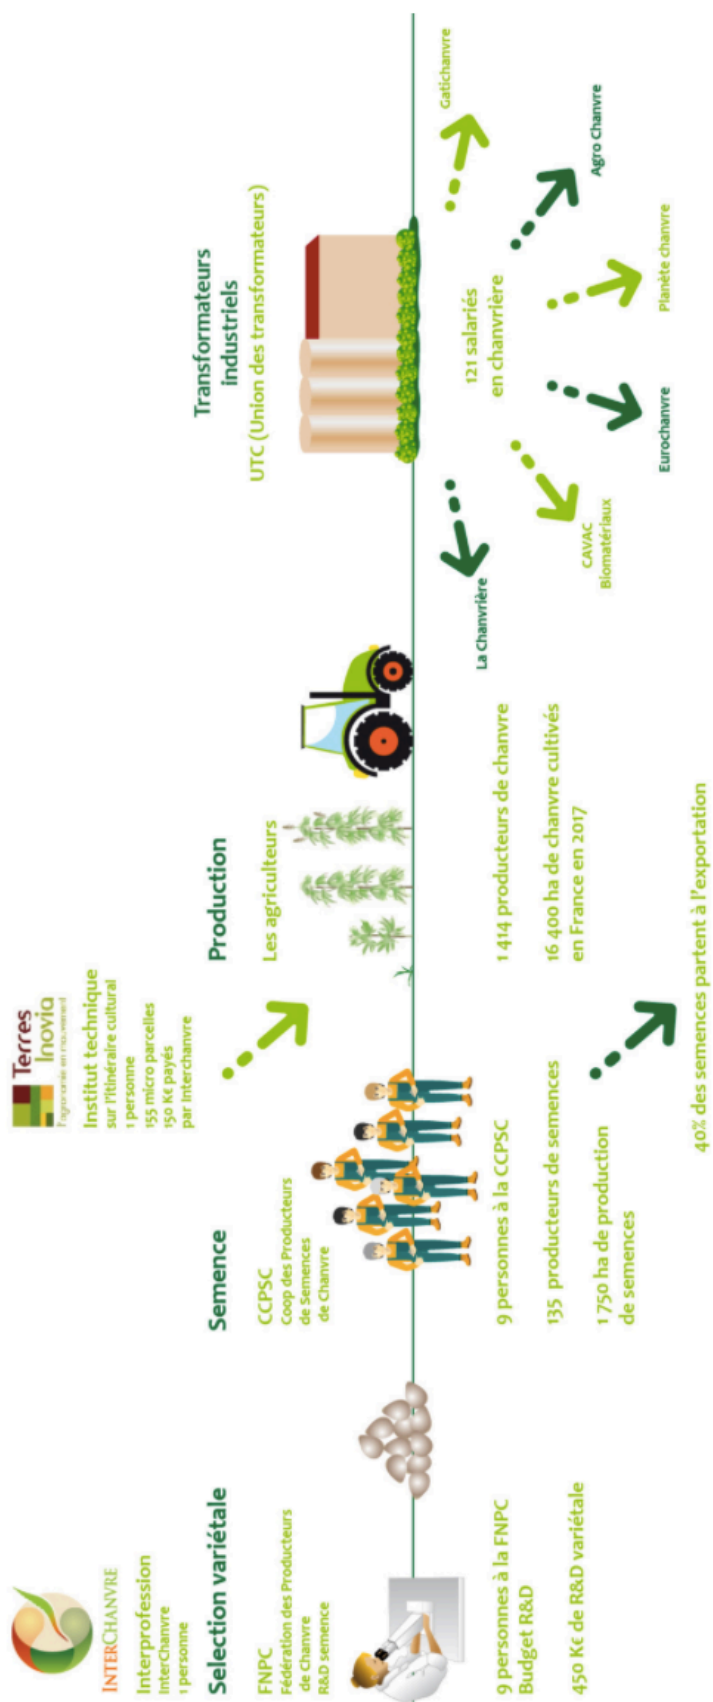 INTERCHANVRE
Interprofession
InterChanvre
1 personne
Terres
Inovia
l'agronomie en mouvement
Institut technique
sur l'itinéraire cultural
1 personne
155 micro parcelles
150 K€ payés
par Interchanvre
Selection variétale
FNPC
Fédération des Producteurs
de Chanvre
R&D semence
9 personnes à la FNPC
Budget R&D
450 K€ de R&D variétale
Semence
CCPSC
Coop des Producteurs
de Semences
de Chanvre
9 personnes à la CCPSC
135 producteurs de semences
1 750 ha de production
de semences
40% des semences partent à l'exportation
Production
Les agriculteurs
1 414 producteurs de chanvre
16 400 ha de chanvre cultivés
en France en 2017
Transformateurs
industriels
UTC (Union des transformateurs)
121 salariés
en chanvrière
La Chanvrière
CAVAC
Biomatériaux
Eurochanvre
Planète chanvre
Agro Chanvre
Gatichanvre